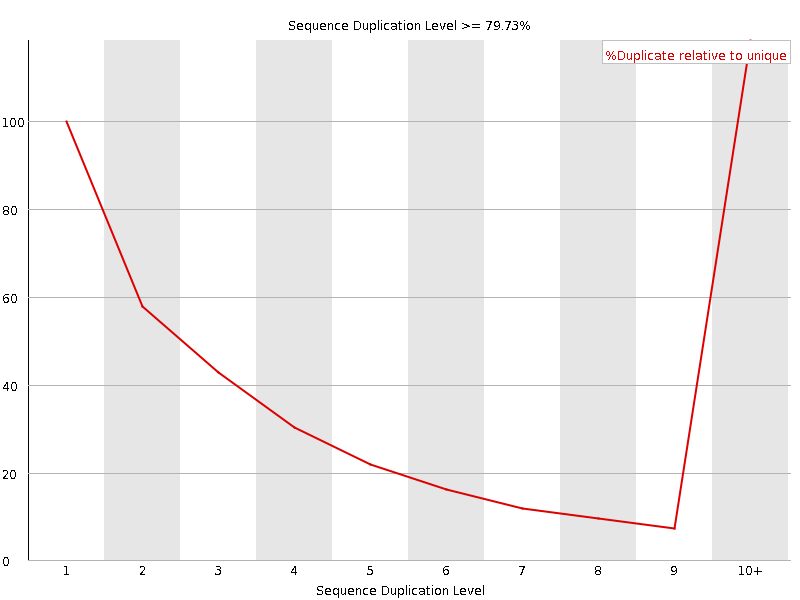 Sequence Duplication Level >= 79.73%
%Duplicate relative to unique
100
80
60
40
20
0
1 2 3 4 5 6 7 8 9 10+
Sequence Duplication Level